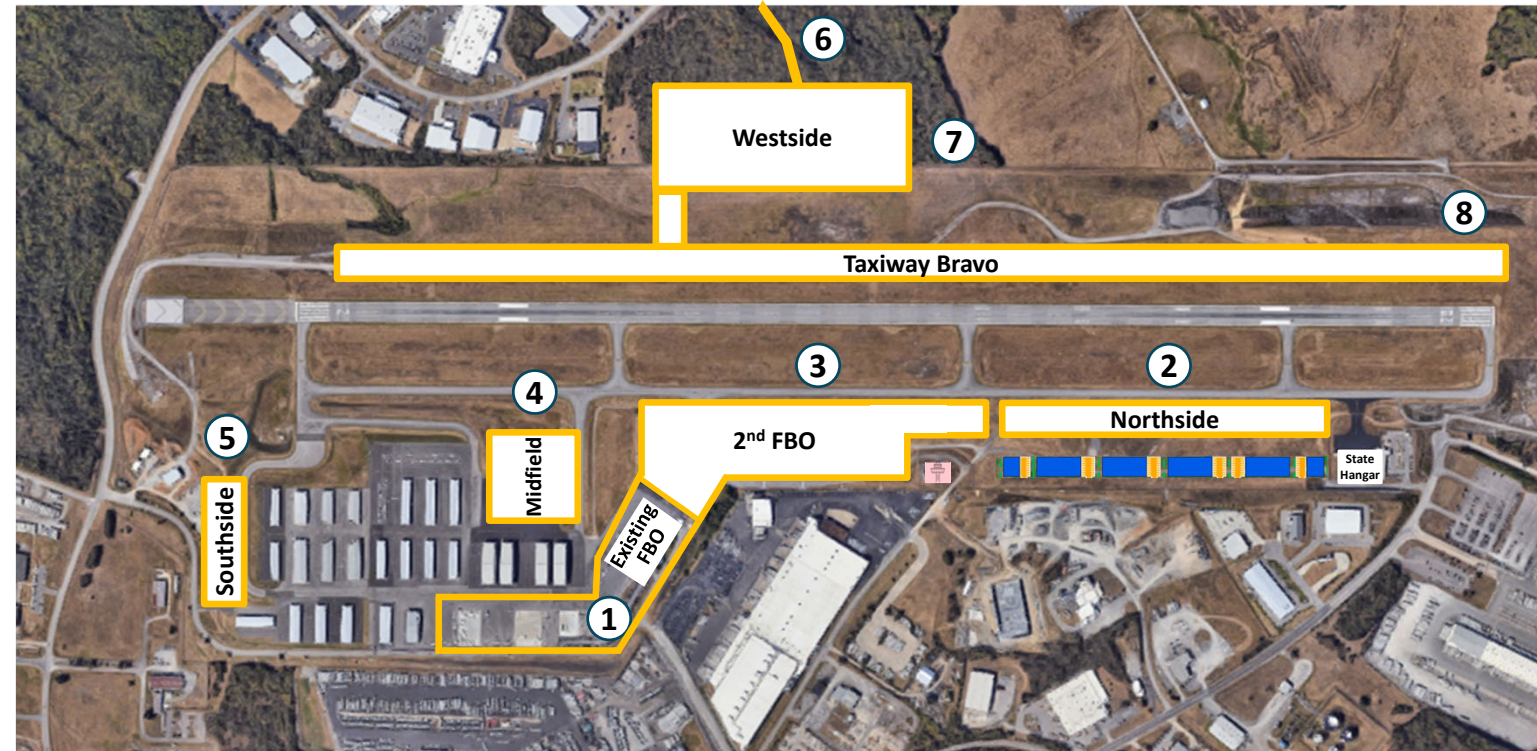 6
Westside
7
8
Taxiway Bravo
3
2
4
Northside
2nd FBO
5
Midfield
State
Hangar
Southside
Existing
FBO
1